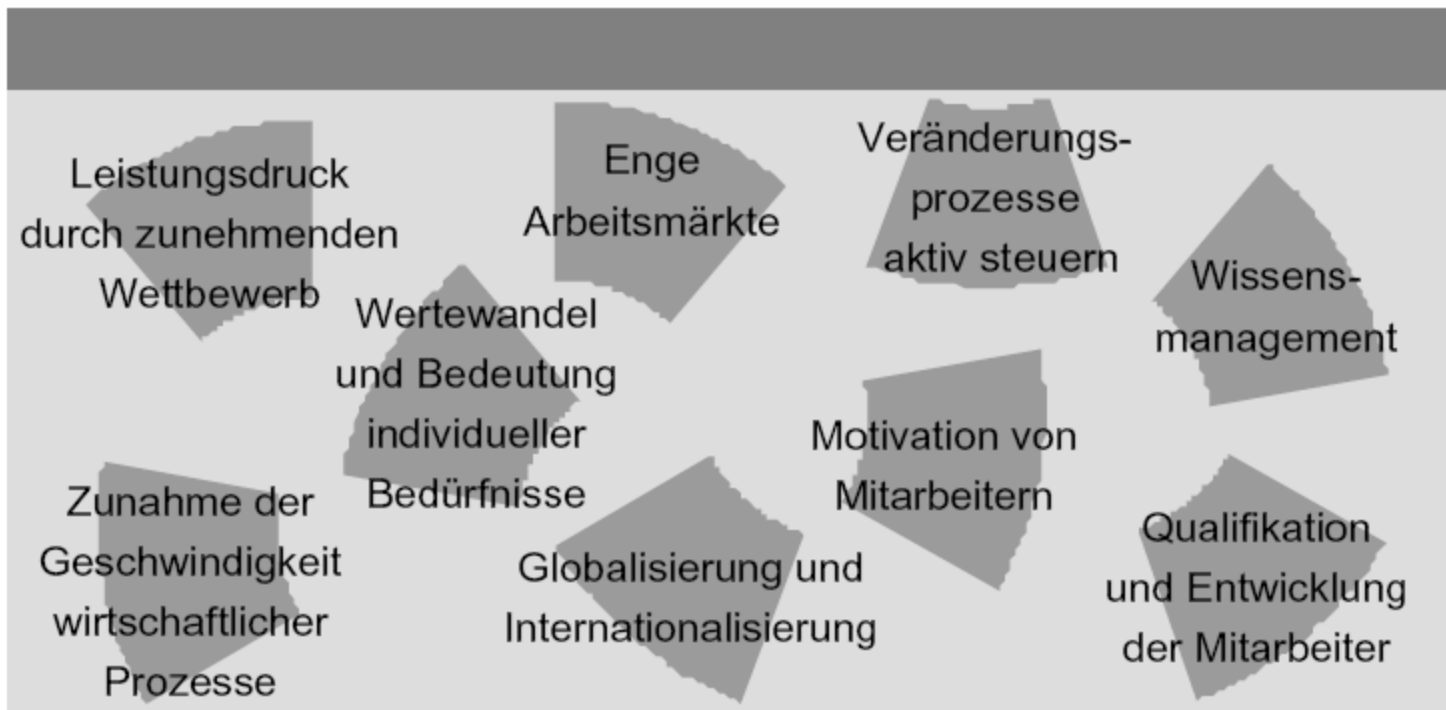 Leistungsdruck
durch zunehmenden
Wettbewerb
Enge
Arbeitsmärkte
Veränderungs-
prozesse
aktiv steuern
Wissens-
management
Wertewandel
und Bedeutung
individueller
Bedürfnisse
Motivation von
Mitarbeitern
Zunahme der
Geschwindigkeit
wirtschaftlicher
Prozesse
Globalisierung und
Internationalisierung
Qualifikation
und Entwicklung
der Mitarbeiter